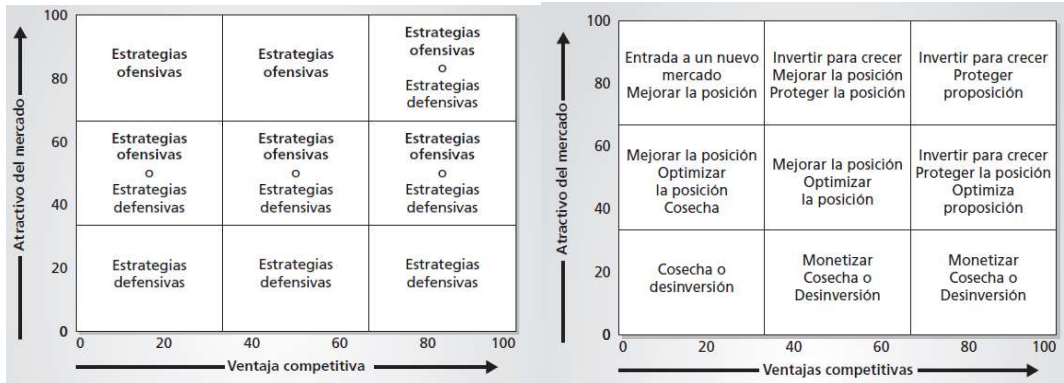 100
80
60
40
20
0
Atractivo del mercado
Estrategias
ofensivas
Estrategias
ofensivas
Estrategias
ofensivas
o
Estrategias
defensivas
Estrategias
ofensivas
o
Estrategias
defensivas
Estrategias
ofensivas
o
Estrategias
defensivas
Estrategias
ofensivas
o
Estrategias
defensivas
Estrategias
defensivas
Estrategias
defensivas
Estrategias
defensivas
0 20 40 60 80 100
Ventaja competitiva
100
80
60
40
20
0
Atractivo del mercado
Entrada a un nuevo
mercado
Mejorar la posición
Invertir para crecer
Mejorar la posición
Proteger la posición
Invertir para crecer
Proteger
proposición
Mejorar la posición
Optimizar
la posición
Cosecha
Mejorar la posición
Optimizar
la posición
Invertir para crecer
Proteger la posición
Optimiza
proposición
Cosecha o
desinversión
Monetizar
Cosecha o
Desinversión
Monetizar
Cosecha o
Desinversión
0 20 40 60 80 100
Ventajas competitivas